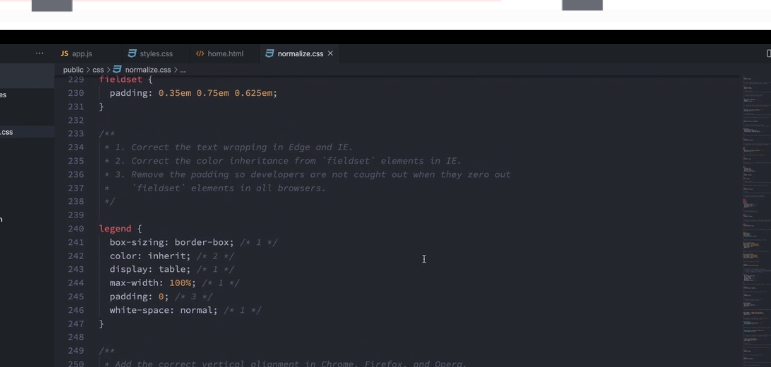 ··· JS app.js styles.css <> home.html normalize.css ×
public > css > normalize.css > ...
229 fieldset {
es 230 padding: 0.35em 0.75em 0.625em;
231 }
232
.css 233 /**
234 * 1. Correct the text wrapping in Edge and IE.
235 * 2. Correct the color inheritance from `fieldset` elements in IE.
236 * 3. Remove the padding so developers are not caught out when they zero out
237 * `fieldset` elements in all browsers.
238 */
239
240 legend {
241 box-sizing: border-box; /* 1 */
242 color: inherit; /* 2 */
243 display: table; /* 1 */
244 max-width: 100%; /* 1 */
245 padding: 0; /* 3 */
246 white-space: normal; /* 1 */
247 }
248
249 /**
250 * Add the correct vertical alignment in Chrome, Firefox, and Opera.